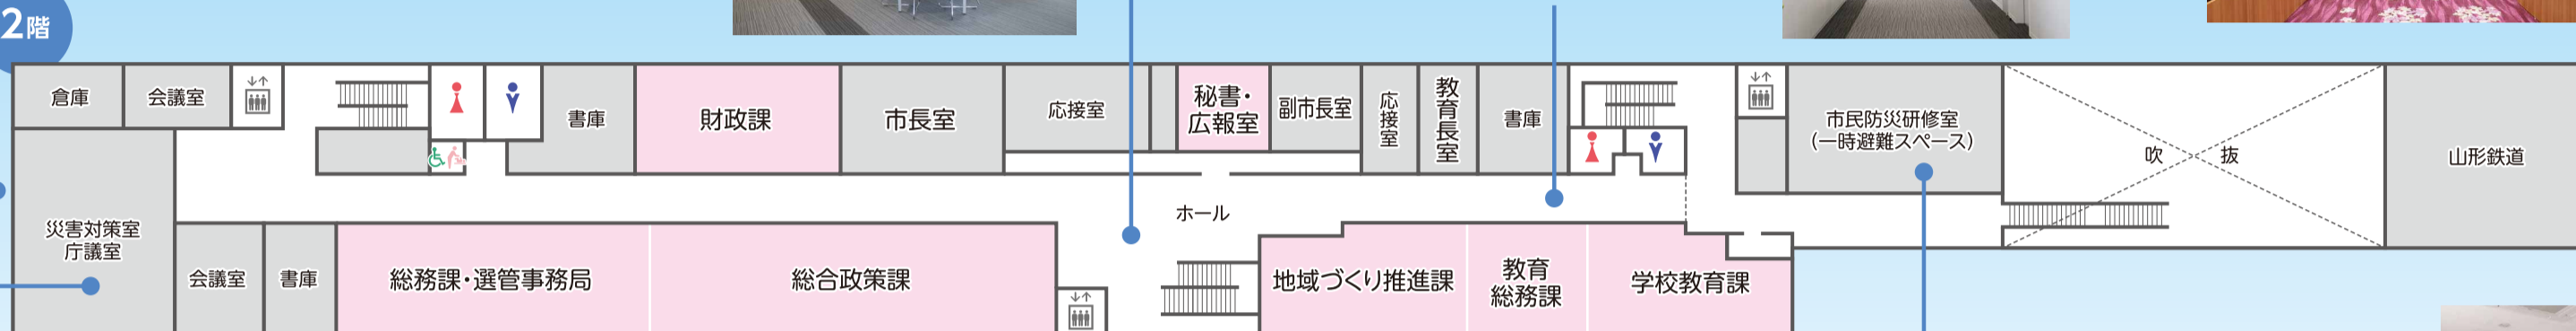 2階
倉庫
会議室
書庫
財政課
市長室
応接室
秘書・
広報室
副市長室
応接室
教育長室
書庫
市民防災研修室
(一時避難スペース)
吹抜
山形鉄道
災害対策室
庁議室
ホール
会議室
書庫
総務課・選管事務局
総合政策課
地域づくり推進課
教育
総務課
学校教育課